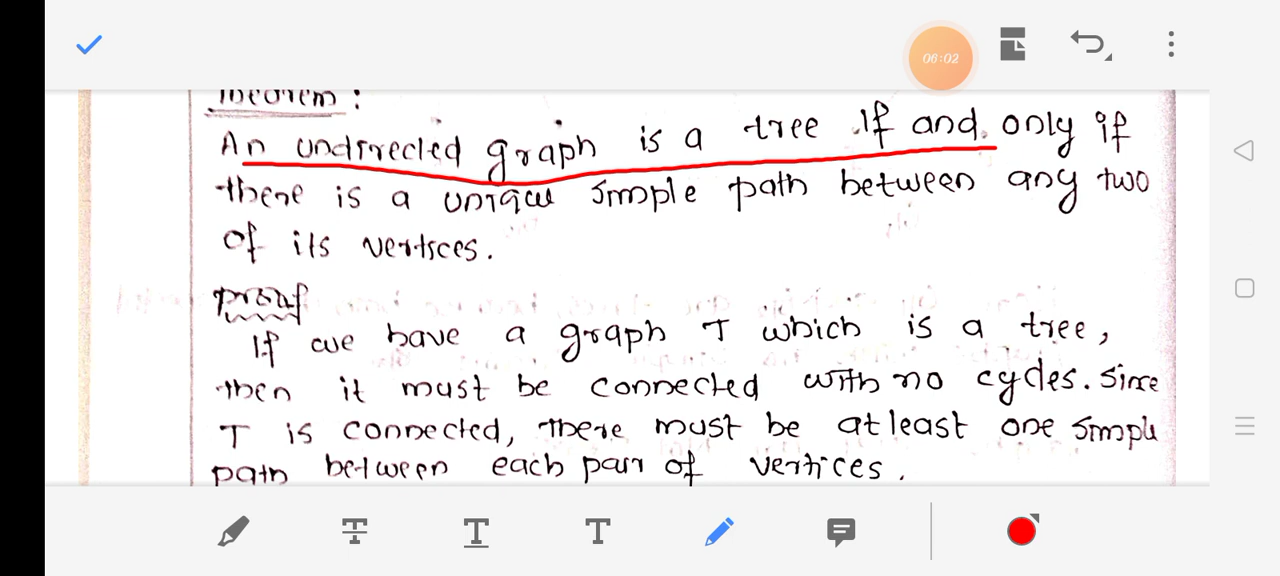 06:02
Theorem :
An undirected graph is a tree If and only if
there is a unique simple path between any two
of its vertices.
proof
If we have a graph T which is a tree,
then it must be connected with no cycles. Since
T is connected, there must be atleast one simple
path between each pair of vertices.
T
T
T